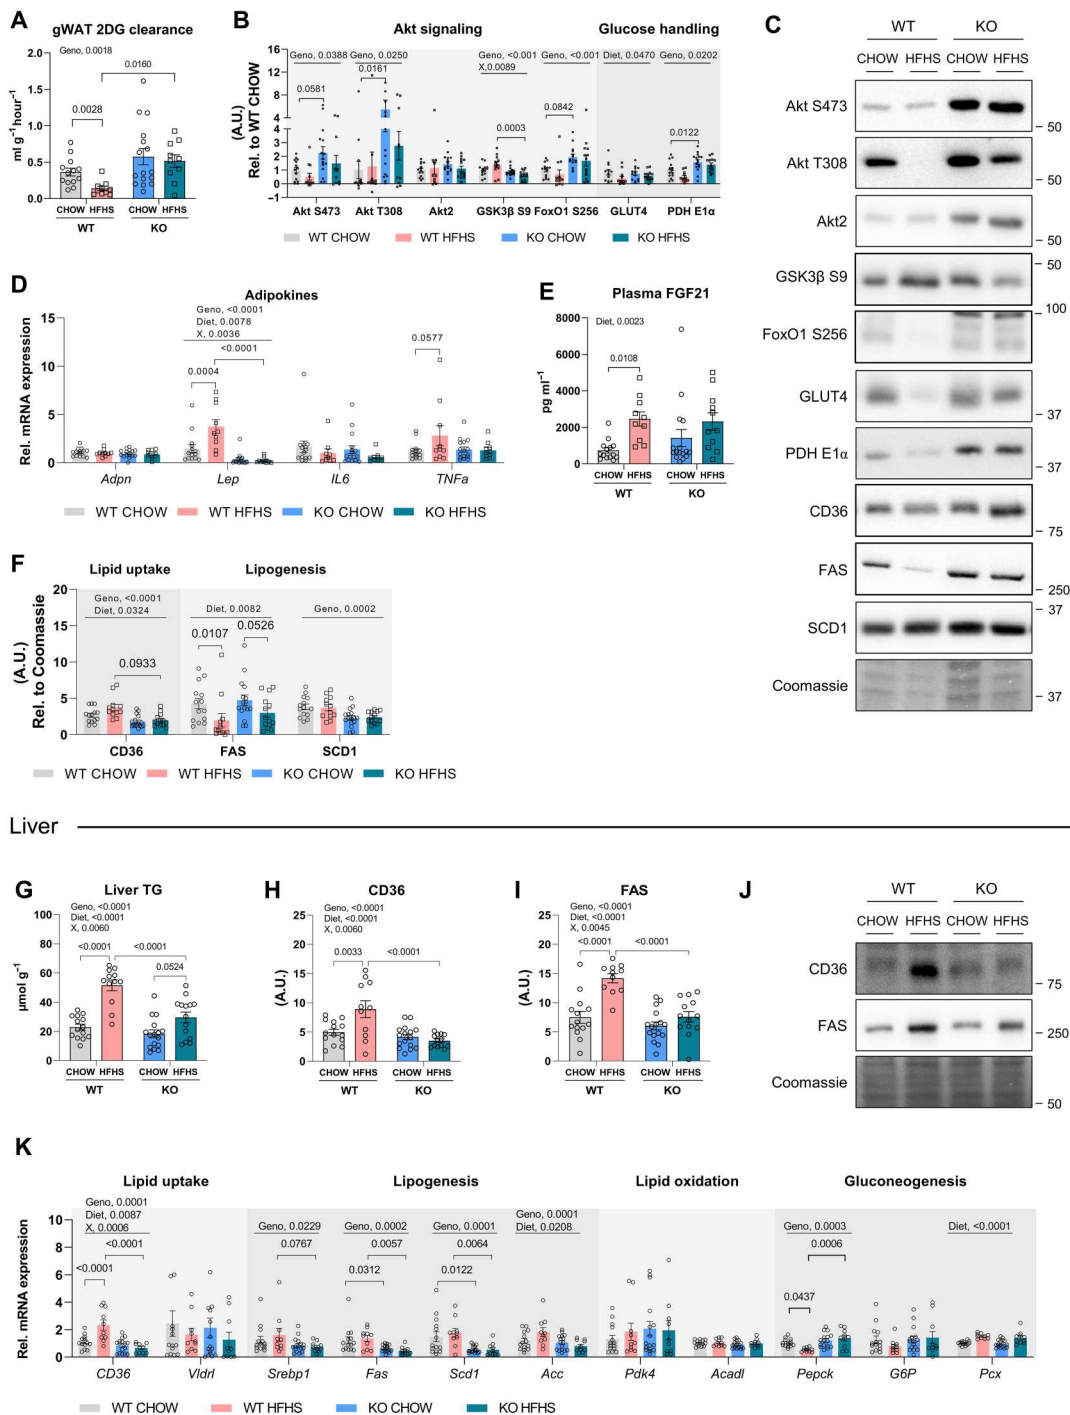 A
gWAT 2DG clearance
Geno, 0.0018
0.0160
0.0028
ml g⁻¹ hour⁻¹
2.0
1.5
1.0
0.5
0.0
CHOW HFHS CHOW HFHS
WT KO
B
Akt signaling Glucose handling
Geno, 0.0388
Geno, 0.0250
Geno, <0.001
X,0.0089
Geno, <0.001
Diet, 0.0470
Geno, 0.0202
0.0581
0.0161
0.0003
0.0842
0.0122
(A.U.)
Rel. to WT CHOW
16
12
8
4
3
2
1
0
−1
Akt S473 Akt T308 Akt2 GSK3β S9 FoxO1 S256 GLUT4 PDH E1α
WT CHOW WT HFHS KO CHOW KO HFHS
C
WT KO
CHOW HFHS CHOW HFHS
Akt S473
50
Akt T308
50
Akt2
50
GSK3β S9
50
100
FoxO1 S256
GLUT4
37
PDH E1α
37
CD36
75
FAS
250
37
SCD1
Coomassie
37
D
Adipokines
Geno, <0.0001
Diet, 0.0078
X, 0.0036
<0.0001
0.0004
0.0577
Rel. mRNA expression
15
10
5
0
Adpn Lep IL6 TNFa
WT CHOW WT HFHS KO CHOW KO HFHS
E
Plasma FGF21
Diet, 0.0023
0.0108
pg ml⁻¹
8000
6000
4000
2000
0
CHOW HFHS CHOW HFHS
WT KO
F
Lipid uptake Lipogenesis
Geno, <0.0001
Diet, 0.0324
Diet, 0.0082
Geno, 0.0002
0.0933
0.0107
0.0526
(A.U.)
Rel. to Coomassie
20
15
10
5
0
CD36 FAS SCD1
WT CHOW WT HFHS KO CHOW KO HFHS
Liver
G
Liver TG
Geno, <0.0001
Diet, <0.0001
X, 0.0060
<0.0001 <0.0001
0.0524
µmol g⁻¹
100
80
60
40
20
0
CHOW HFHS CHOW HFHS
WT KO
H
CD36
Geno, <0.0001
Diet, <0.0001
X, 0.0060
0.0033 <0.0001
(A.U.)
25
20
15
10
5
0
CHOW HFHS CHOW HFHS
WT KO
I
FAS
Geno, <0.0001
Diet, <0.0001
X, 0.0045
<0.0001 <0.0001
(A.U.)
25
20
15
10
5
0
CHOW HFHS CHOW HFHS
WT KO
J
WT KO
CHOW HFHS CHOW HFHS
CD36
75
FAS
250
Coomassie
50
K
Lipid uptake Lipogenesis Lipid oxidation Gluconeogenesis
Geno, 0.0001
Diet, 0.0087
X, 0.0006
<0.0001
<0.0001
Geno, 0.0229
0.0767
Geno, 0.0002
0.0057
0.0312
Geno, 0.0001
0.0064
0.0122
Geno, 0.0001
Diet, 0.0208
Geno, 0.0003
0.0006
0.0437
Diet, <0.0001
Rel. mRNA expression
10
8
6
4
2
0
CD36 Vldrl Srebp1 Fas Scd1 Acc Pdk4 Acadl Pepck G6P Pcx
WT CHOW WT HFHS KO CHOW KO HFHS